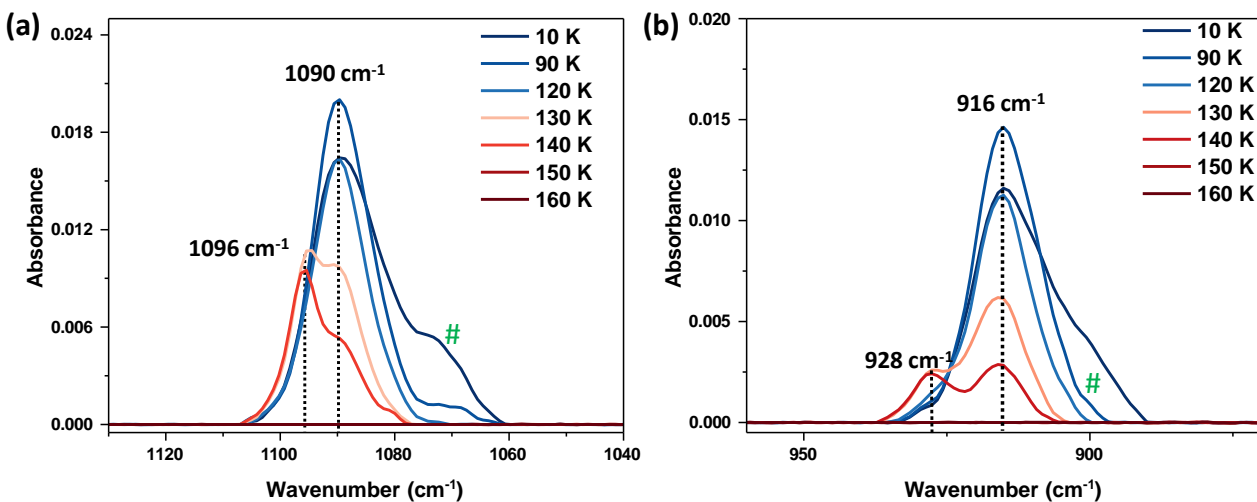 (a)
0.024
0.018
0.012
0.006
0.000
Absorbance
1120
1100
1080
1060
1040
Wavenumber (cm⁻¹)
1090 cm⁻¹
1096 cm⁻¹
#
10 K
90 K
120 K
130 K
140 K
150 K
160 K
(b)
0.020
0.015
0.010
0.005
0.000
Absorbance
950
900
Wavenumber (cm⁻¹)
916 cm⁻¹
928 cm⁻¹
#
10 K
90 K
120 K
130 K
140 K
150 K
160 K